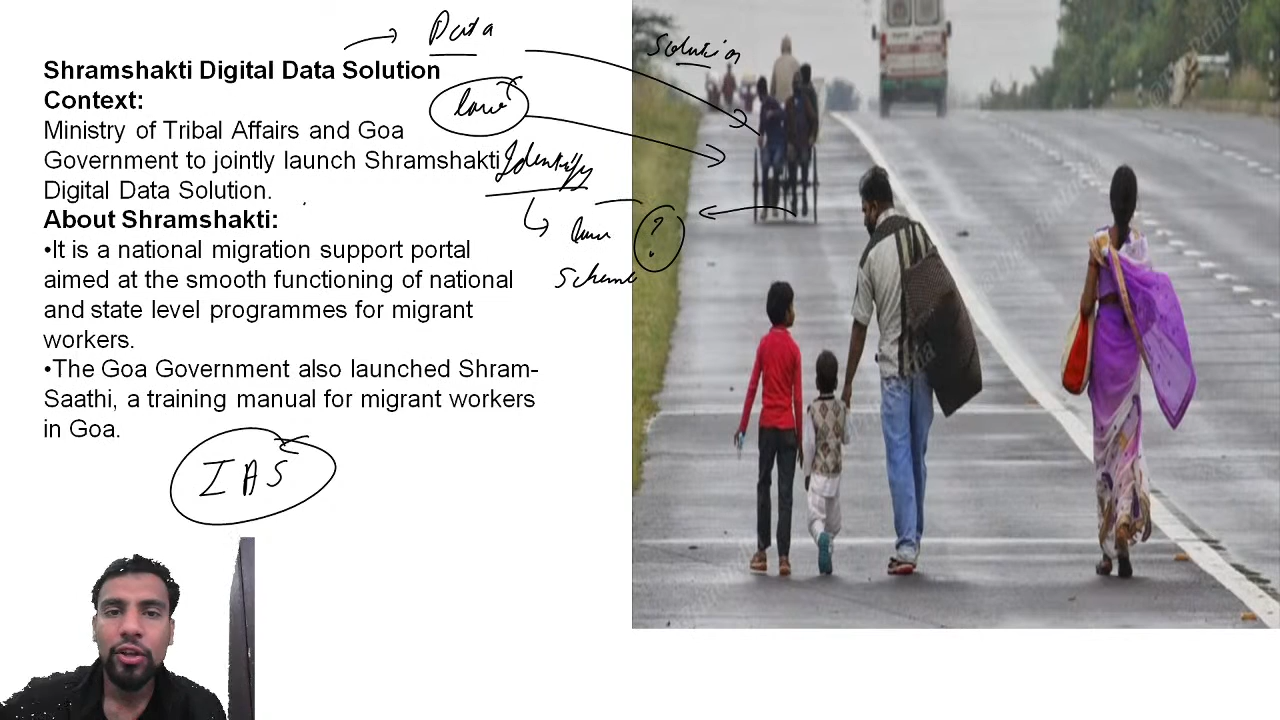 Data
Solution
Shramshakti Digital Data Solution
Context:
Ministry of Tribal Affairs and Goa
Government to jointly launch Shramshakti
Digital Data Solution.
Identify
Scheme
?
About Shramshakti:
•It is a national migration support portal
aimed at the smooth functioning of national
and state level programmes for migrant
workers.
•The Goa Government also launched Shram-
Saathi, a training manual for migrant workers
in Goa.
IAS